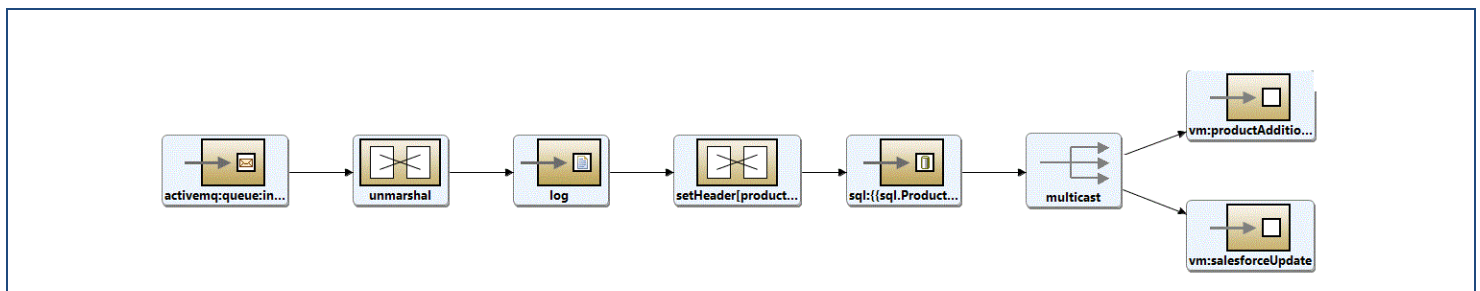 activemq:queue:in...
unmarshal
log
setHeader[product...
sql:{{sql.Product...
multicast
vm:productAdditio...
vm:salesforceUpdate